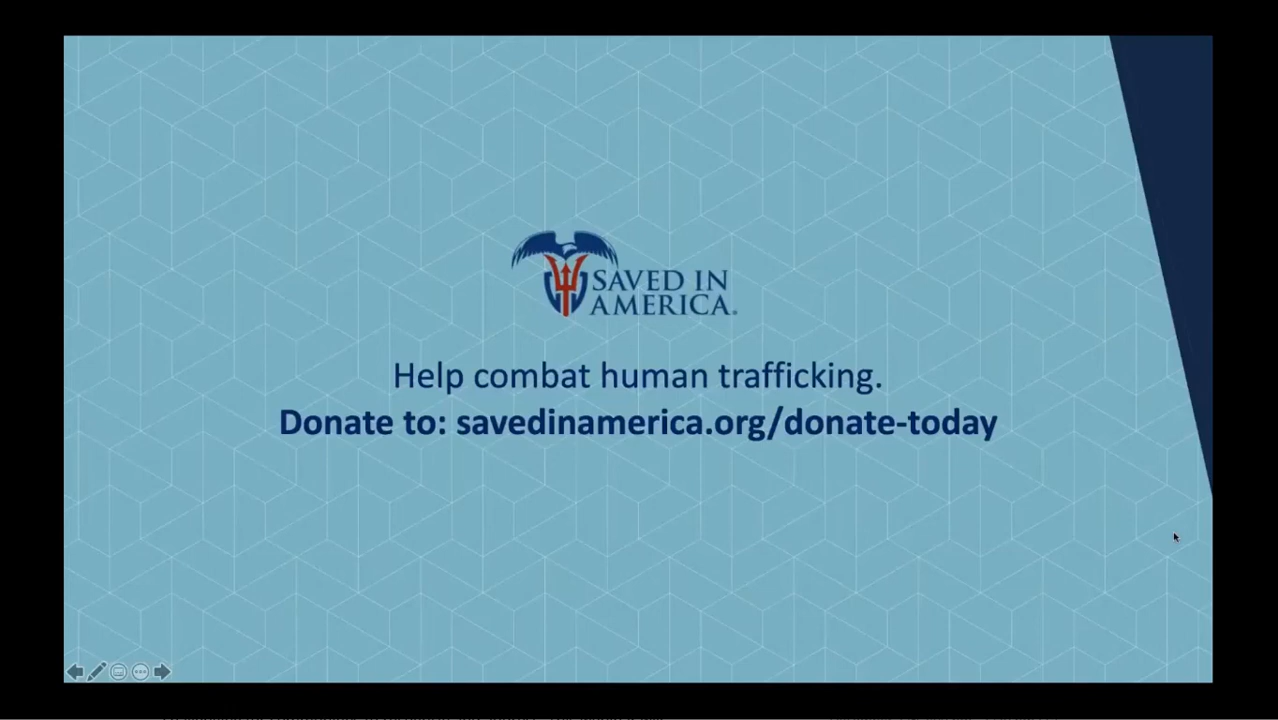 SAVED IN
AMERICA®
Help combat human trafficking.
Donate to: savedinamerica.org/donate-today